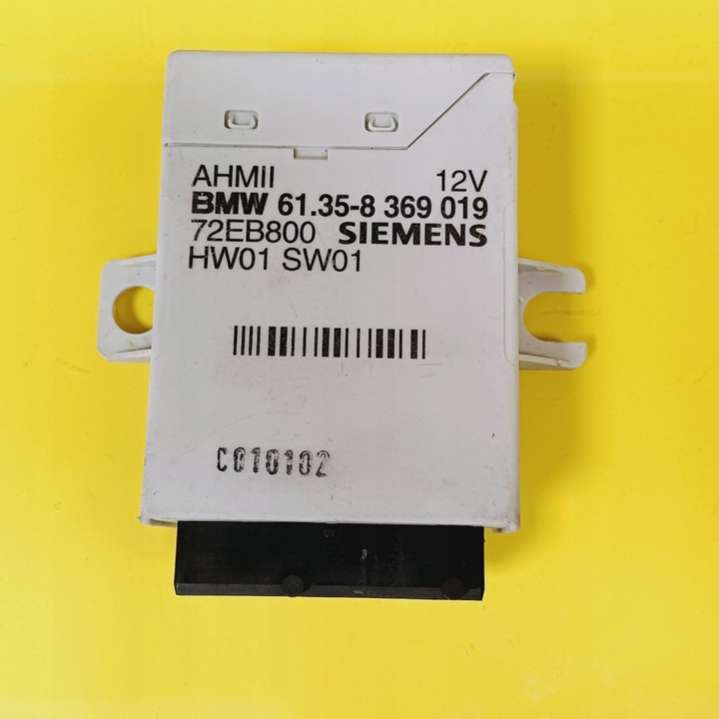 AHMII 12V
BMW 61.35-8 369 019
72EB800 SIEMENS
HW01 SW01
C010102